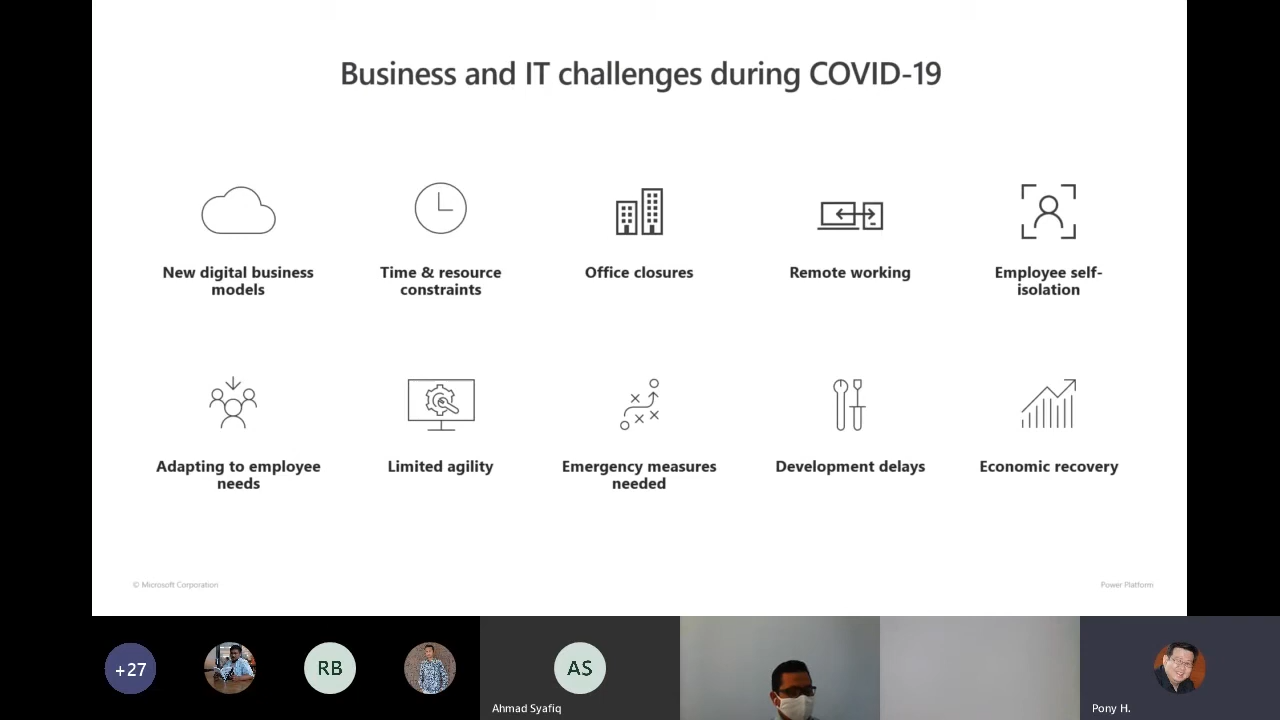 Business and IT challenges during COVID-19
New digital business
models
Time & resource
constraints
Office closures
Remote working
Employee self-
isolation
Adapting to employee
needs
Limited agility
Emergency measures
needed
Development delays
Economic recovery
© Microsoft Corporation
Power Platform
+27
RB
AS
Ahmad Syafiq
Pony H.